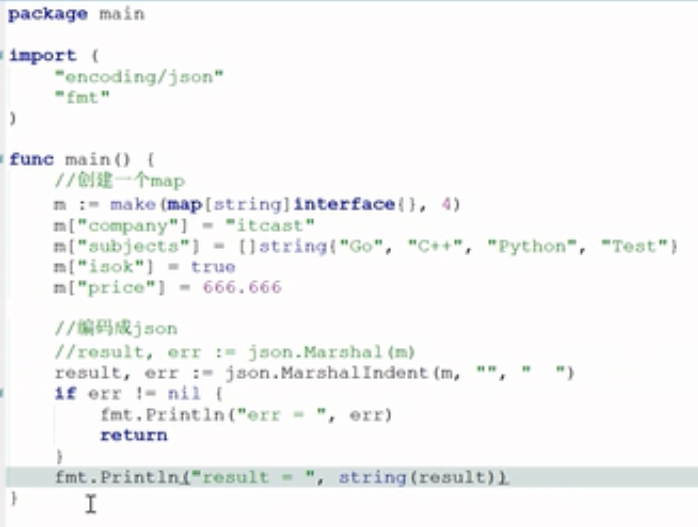 package main
import (
"encoding/json"
"fmt"
)
func main() {
//创建一个map
m := make(map[string]interface{}, 4)
m["company"] = "itcast"
m["subjects"] = []string{"Go", "C++", "Python", "Test"}
m["isok"] = true
m["price"] = 666.666
//编码成json
//result, err := json.Marshal(m)
result, err := json.MarshalIndent(m, "", "  ")
if err != nil {
fmt.Println("err = ", err)
return
}
fmt.Println("result = ", string(result))
}